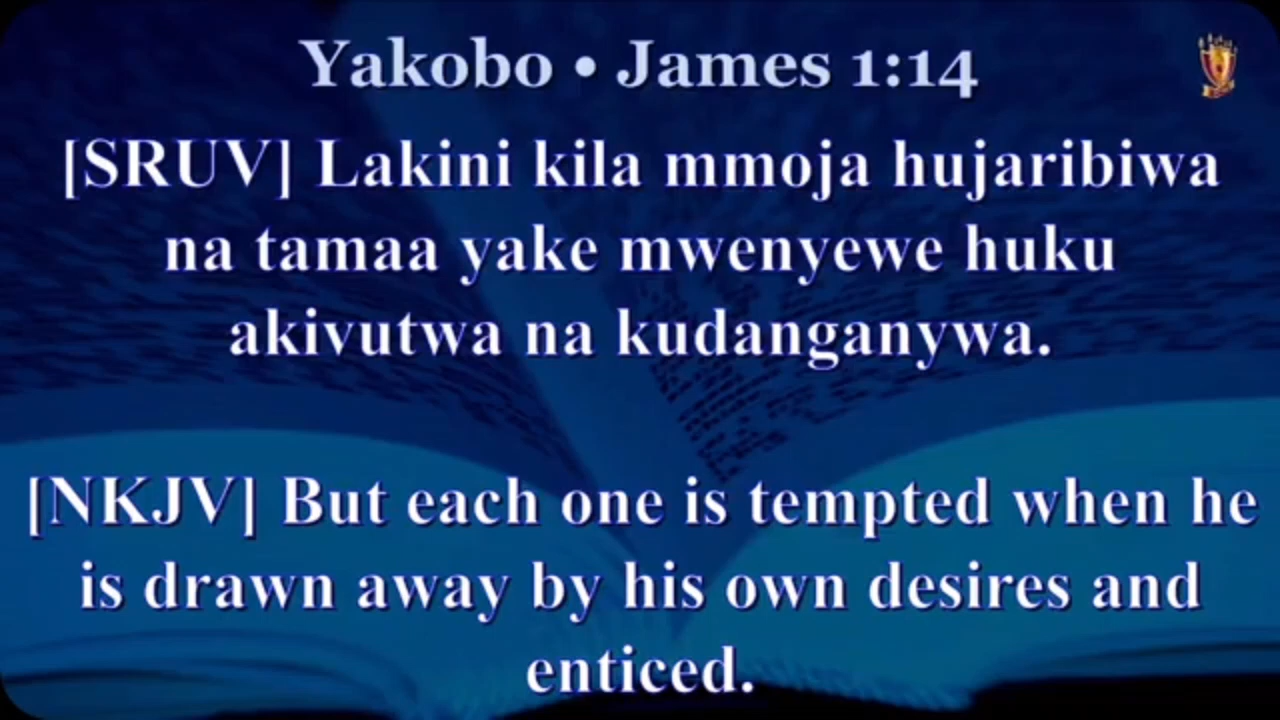 Yakobo • James 1:14
[SRUV] Lakini kila mmoja hujaribiwa
na tamaa yake mwenyewe huku
akivutwa na kudanganywa.
[NKJV] But each one is tempted when he
is drawn away by his own desires and
enticed.